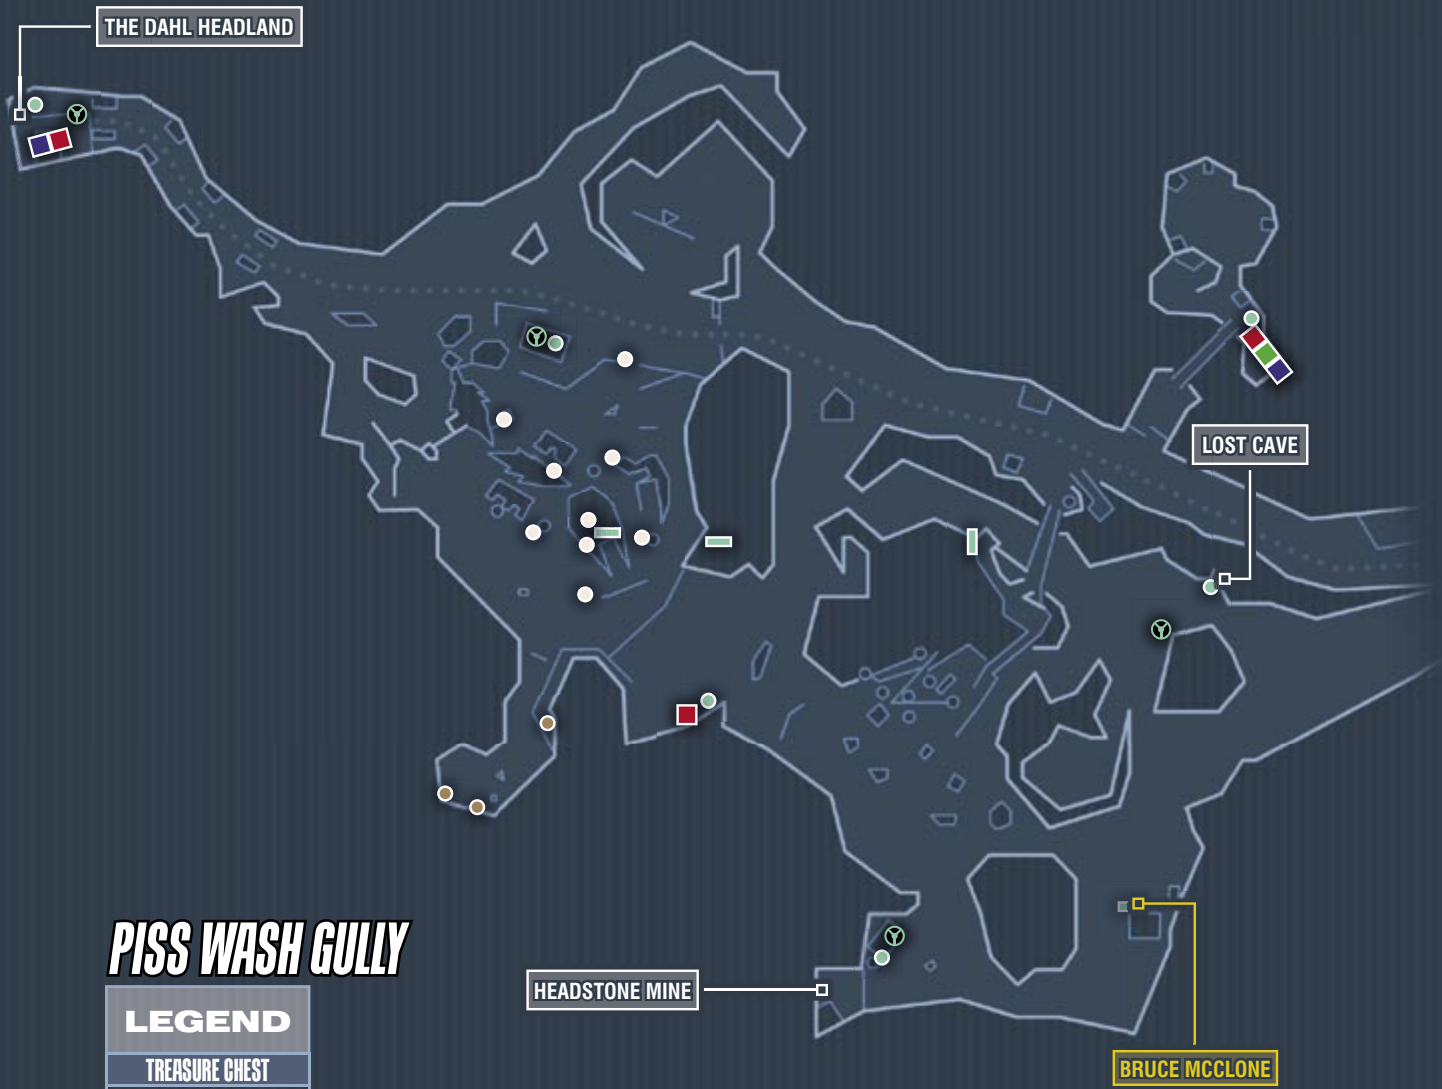 THE DAHL HEADLAND
LOST CAVE
PISS WASH GULLY
LEGEND
TREASURE CHEST
HEADSTONE MINE
BRUCE MCCLONE